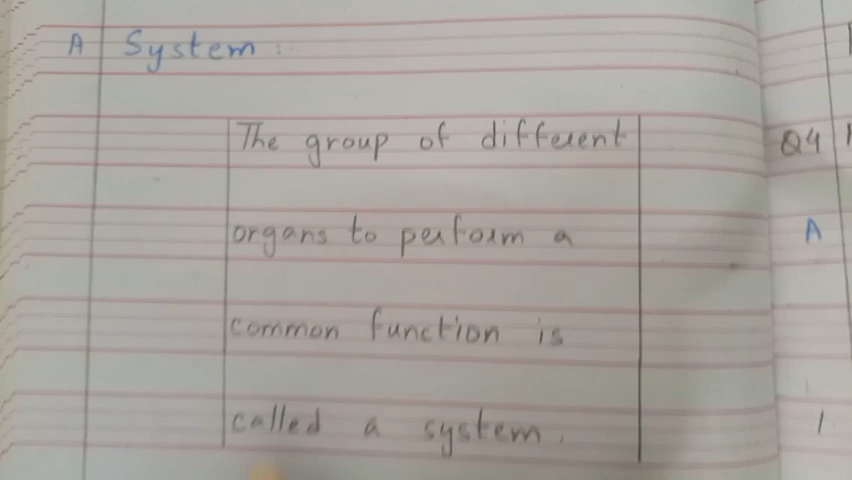 A System :
The group of different
organs to perform a
common function is
called a system.
Q4
A